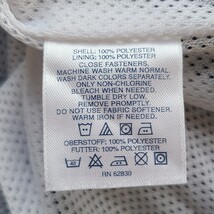 SHELL: 100% POLYESTER
LINING: 100% POLYESTER
CLOSE FASTENERS.
MACHINE WASH WARM NORMAL.
WASH DARK COLORS SEPARATELY.
ONLY NON-CHLORINE
BLEACH WHEN NEEDED.
TUMBLE DRY LOW.
REMOVE PROMPTLY.
DO NOT USE FABRIC SOFTENER.
WARM IRON IF NEEDED.
OBERSTOFF: 100% POLYESTER
FUTTER: 100% POLYESTER
RN 62830